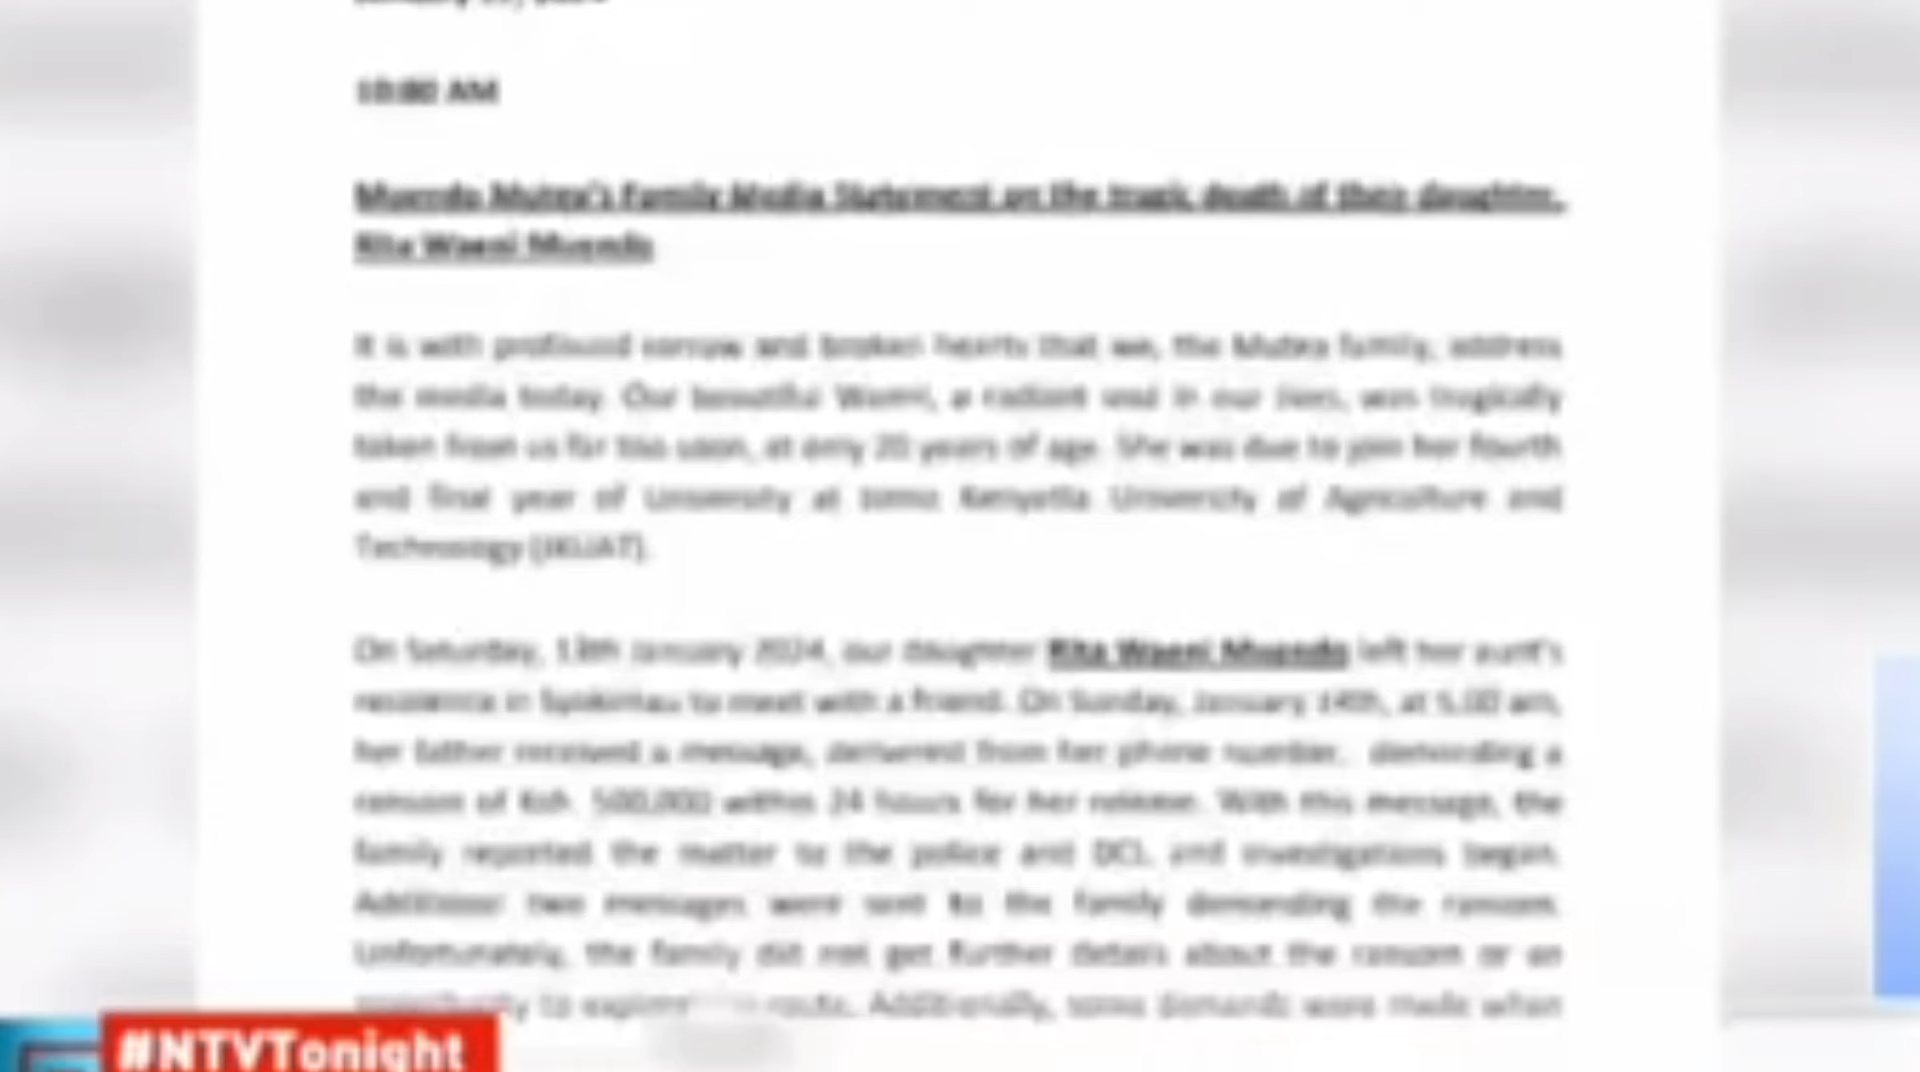 10:00 AM
Muendo Mutea's Family Media Statement on the tragic death of their daughter,
Rita Waeni Muendo
It is with profound sorrow and broken hearts that we, the Mutea family, address
the media today. Our beautiful Waeni, a radiant soul in our lives, was tragically
taken from us far too soon, at only 20 years of age. She was due to join her fourth
and final year of University at Jomo Kenyatta University of Agriculture and
Technology (JKUAT).
On Saturday, 13th January 2024, our daughter Rita Waeni Muendo left her aunt's
residence in Syokimau to meet with a friend. On Sunday, January 14th, at 5.00 am,
her father received a message, delivered from her phone number, demanding a
ransom of Ksh. 500,000 within 24 hours for her release. With this message, the
family reported the matter to the police and DCI, and investigations began.
Additional two messages were sent to the family demanding the ransom.
Unfortunately, the family did not get further details about the ransom or an
opportunity to explore route. Additionally, some demands were made when
#NTVTonight